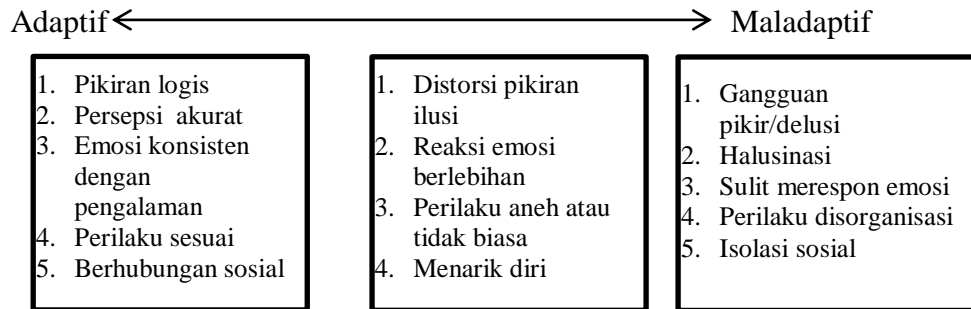 Adaptif Maladaptif
1. Pikiran logis
2. Persepsi akurat
3. Emosi konsisten
dengan
pengalaman
4. Perilaku sesuai
5. Berhubungan sosial
1. Distorsi pikiran
ilusi
2. Reaksi emosi
berlebihan
3. Perilaku aneh atau
tidak biasa
4. Menarik diri
1. Gangguan
pikir/delusi
2. Halusinasi
3. Sulit merespon emosi
4. Perilaku disorganisasi
5. Isolasi sosial